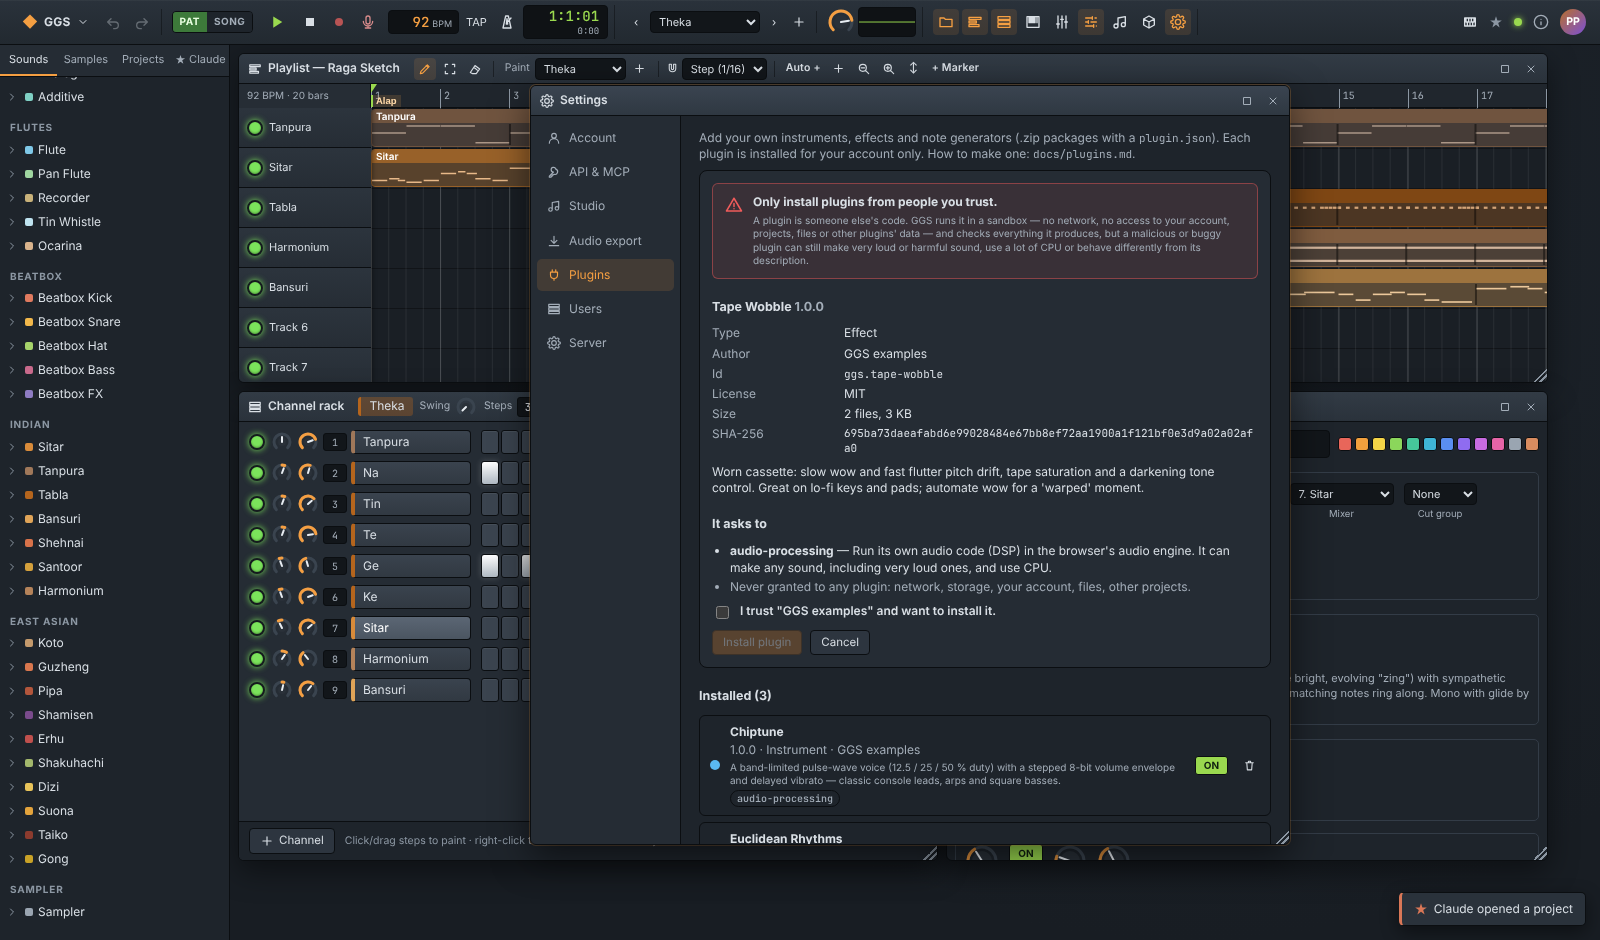 GGS
PAT SONG
92 BPM
TAP
1:1:01
0:00
Theka
PP
Sounds Samples Projects ★ Claude
Additive
FLUTES
Flute
Pan Flute
Recorder
Tin Whistle
Ocarina
BEATBOX
Beatbox Kick
Beatbox Snare
Beatbox Hat
Beatbox Bass
Beatbox FX
INDIAN
Sitar
Tanpura
Tabla
Bansuri
Shehnai
Santoor
Harmonium
EAST ASIAN
Koto
Guzheng
Pipa
Shamisen
Erhu
Shakuhachi
Dizi
Suona
Taiko
Gong
SAMPLER
Sampler
Playlist — Raga Sketch
Paint Theka
Step (1/16)
Auto +
+ Marker
92 BPM · 20 bars
Alap
2 3 15 16 17
Tanpura
Sitar
Tabla
Harmonium
Bansuri
Track 6
Track 7
Tanpura
Sitar
Channel rack Theka Swing Steps 3
1 Tanpura
2 Na
3 Tin
4 Te
5 Ge
6 Ke
7 Sitar
8 Harmonium
9 Bansuri
+ Channel
Click/drag steps to paint · right-click
Settings
Account
API & MCP
Studio
Audio export
Plugins
Users
Server
Add your own instruments, effects and note generators (.zip packages with a plugin.json). Each
plugin is installed for your account only. How to make one: docs/plugins.md.
Only install plugins from people you trust.
A plugin is someone else's code. GGS runs it in a sandbox — no network, no access to your account,
projects, files or other plugins' data — and checks everything it produces, but a malicious or buggy
plugin can still make very loud or harmful sound, use a lot of CPU or behave differently from its
description.
Tape Wobble 1.0.0
Type Effect
Author GGS examples
Id ggs.tape-wobble
License MIT
Size 2 files, 3 KB
SHA-256 695ba73daeafabd6e99028484e67bb8ef72aa1900a1f121bf0e3d9a02a02af
a0
Worn cassette: slow wow and fast flutter pitch drift, tape saturation and a darkening tone
control. Great on lo-fi keys and pads; automate wow for a 'warped' moment.
It asks to
• audio-processing — Run its own audio code (DSP) in the browser's audio engine. It can
make any sound, including very loud ones, and use CPU.
• Never granted to any plugin: network, storage, your account, files, other projects.
I trust "GGS examples" and want to install it.
Install plugin Cancel
Installed (3)
Chiptune
1.0.0 · Instrument · GGS examples
A band-limited pulse-wave voice (12.5 / 25 / 50 % duty) with a stepped 8-bit volume envelope
and delayed vibrato — classic console leads, arps and square basses.
audio-processing
ON
Euclidean Rhythms
7. Sitar None
Mixer Cut group
bright, evolving "zing") with sympathetic
matching notes ring along. Mono with glide by
ON
★ Claude opened a project